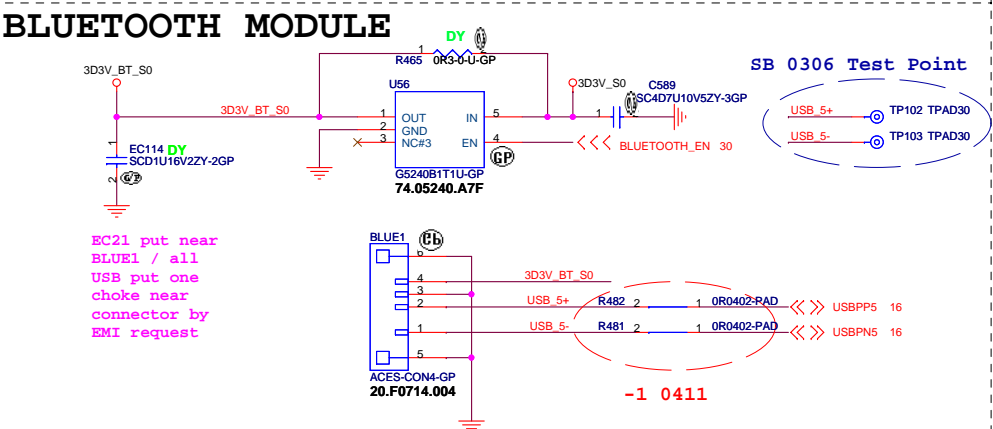 BLUETOOTH MODULE
DY
1
R465
0R3-0-U-GP
3D3V_BT_S0
U56
3D3V_S0
C589
SC4D7U10V5ZY-3GP
SB 0306 Test Point
3D3V_BT_S0
1 OUT IN 5
2 GND
3 NC#3 EN 4
1
USB_5+ TP102 TPAD30
USB_5- TP103 TPAD30
BLUETOOTH_EN 30
1
EC114 DY
SCD1U16V2ZY-2GP
2
GP
G5240B1T1U-GP
74.05240.A7F
EC21 put near
BLUE1 / all
USB put one
choke near
connector by
EMI request
BLUE1
6
4 3D3V_BT_S0
3
2 USB_5+ R482 2 1 0R0402-PAD USBPP5 16
1 USB_5- R481 2 1 0R0402-PAD USBPN5 16
5
ACES-CON4-GP
20.F0714.004
-1 0411